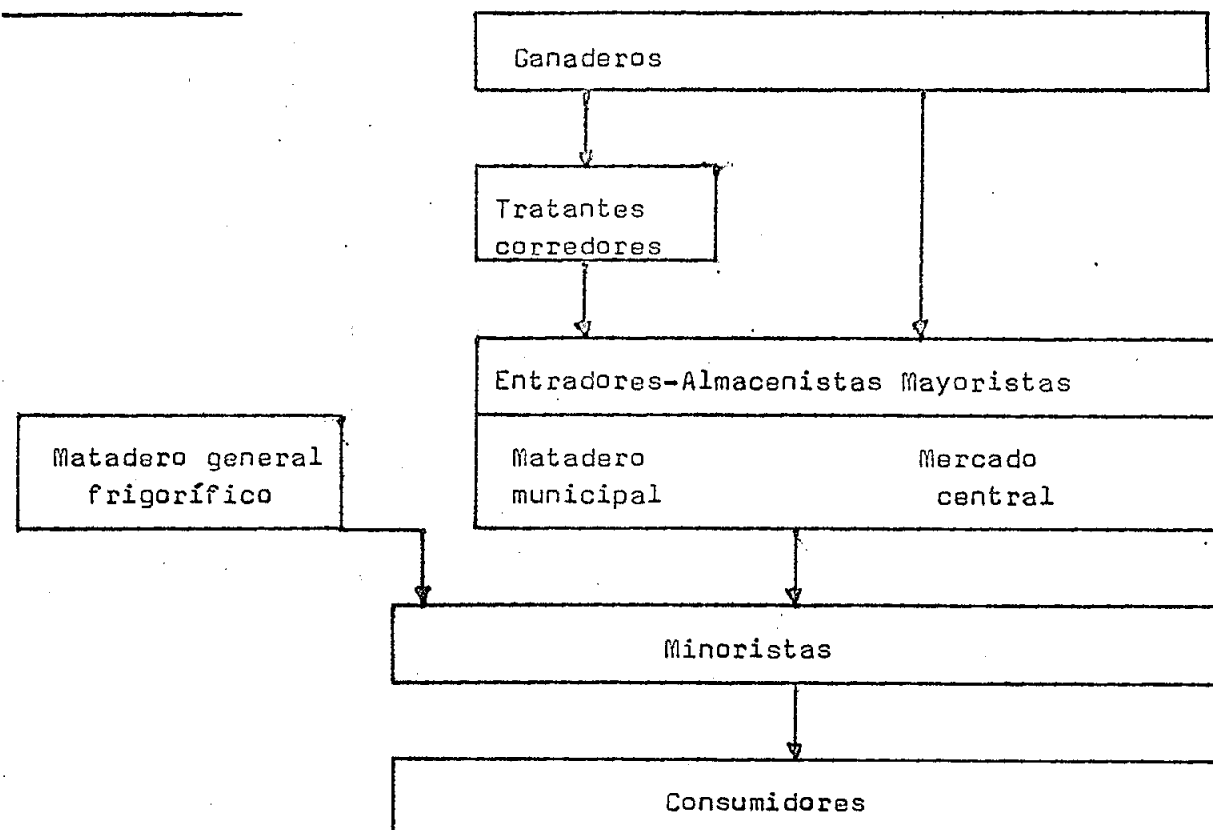 Ganaderos
Tratantes
corredores
Entradores-Almacenistas Mayoristas
Matadero general
frigorífico
Matadero
municipal
Mercado
central
Minoristas
Consumidores